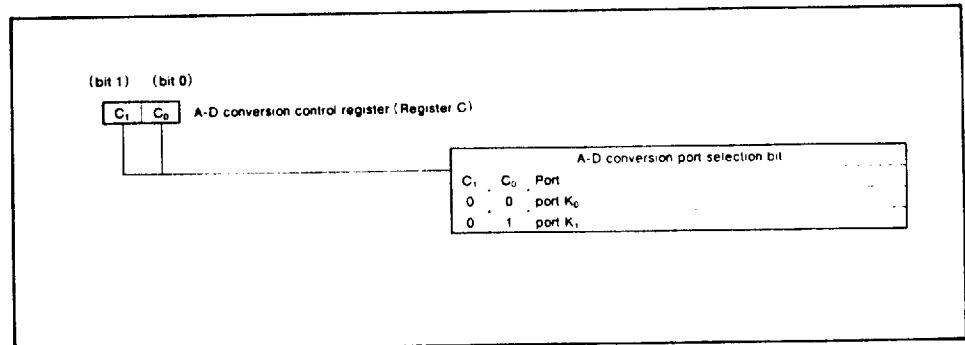 (bit 1) (bit 0)
C₁ C₀ A-D conversion control register (Register C)
A-D conversion port selection bit
C₁ C₀ Port
0 0 port K₀
0 1 port K₁